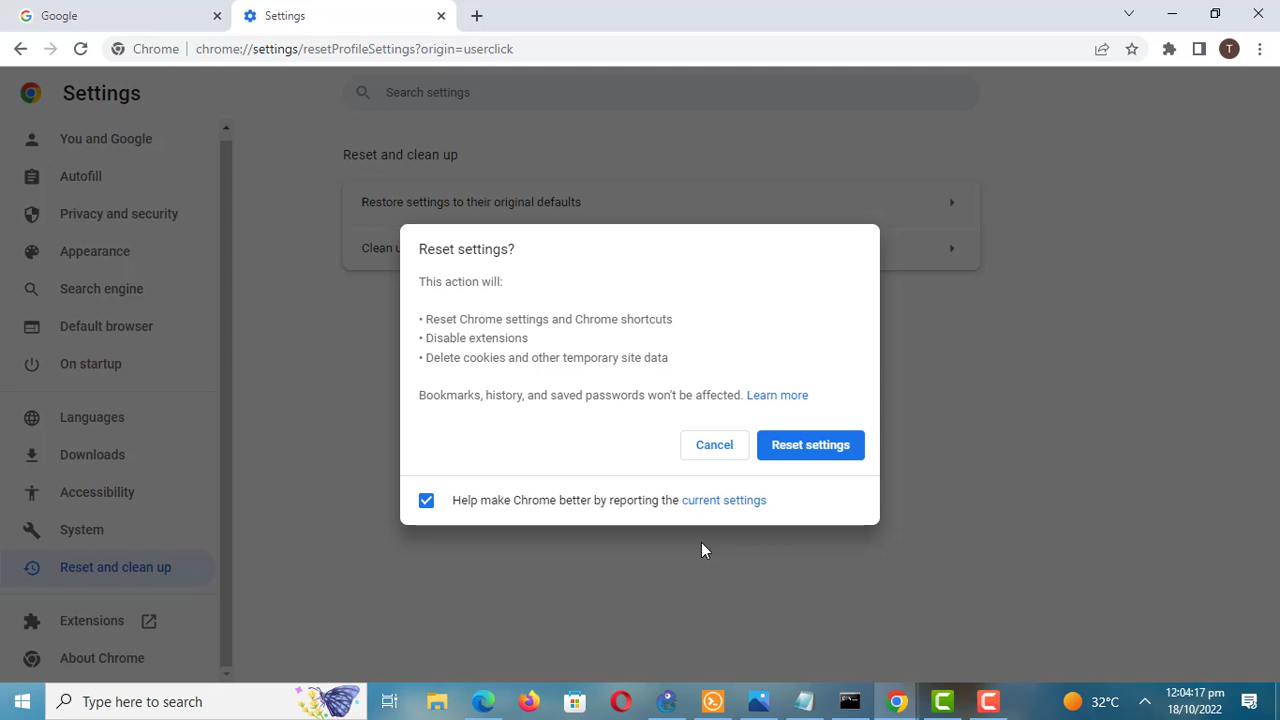 Google
Settings
Chrome
chrome://settings/resetProfileSettings?origin=userclick
T
Settings
Search settings
You and Google
Autofill
Privacy and security
Appearance
Search engine
Default browser
On startup
Languages
Downloads
Accessibility
System
Reset and clean up
Extensions
About Chrome
Reset and clean up
Restore settings to their original defaults
Clean u
Reset settings?
This action will:
• Reset Chrome settings and Chrome shortcuts
• Disable extensions
• Delete cookies and other temporary site data
Bookmarks, history, and saved passwords won't be affected. Learn more
Cancel
Reset settings
Help make Chrome better by reporting the current settings
Type here to search
32°C
12:04:17 pm
18/10/2022